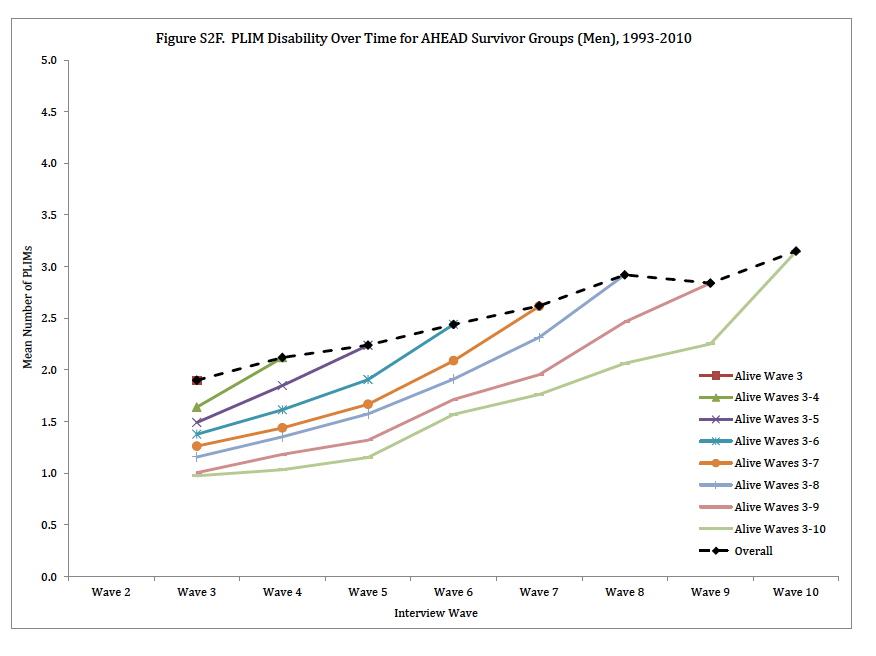 Figure S2F.  PLIM Disability Over Time for AHEAD Survivor Groups (Men), 1993-2010
5.0
4.5
4.0
3.5
3.0
2.5
2.0
1.5
1.0
0.5
0.0
Mean Number of PLIMs
Alive Wave 3
Alive Waves 3-4
Alive Waves 3-5
Alive Waves 3-6
Alive Waves 3-7
Alive Waves 3-8
Alive Waves 3-9
Alive Waves 3-10
Overall
Wave 2 Wave 3 Wave 4 Wave 5 Wave 6 Wave 7 Wave 8 Wave 9 Wave 10
Interview Wave